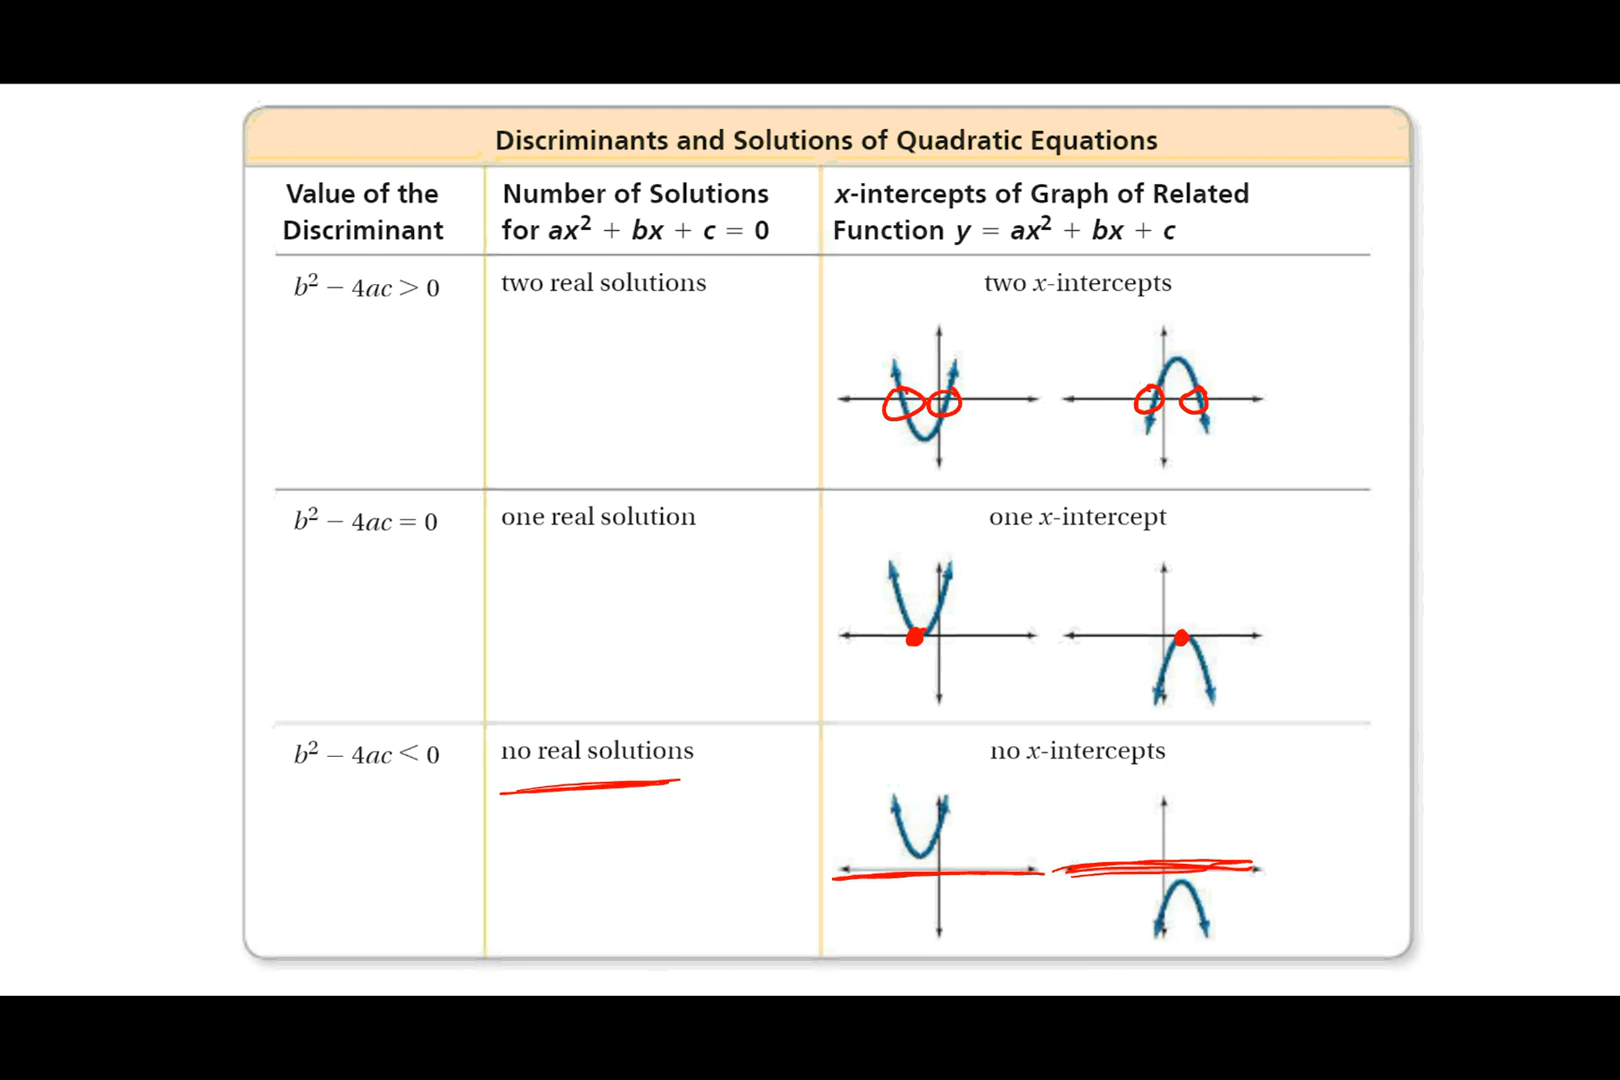 Discriminants and Solutions of Quadratic Equations
Value of the
Discriminant
Number of Solutions
for ax² + bx + c = 0
x-intercepts of Graph of Related
Function y = ax² + bx + c
b² − 4ac > 0
two real solutions
two x-intercepts
b² − 4ac = 0
one real solution
one x-intercept
b² − 4ac < 0
no real solutions
no x-intercepts